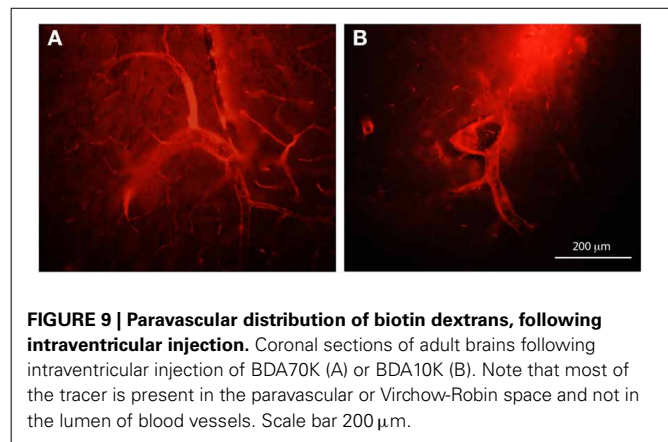 A
B
200 μm
FIGURE 9 | Paravascular distribution of biotin dextrans, following
intraventricular injection. Coronal sections of adult brans following
intraventricular injection of BDA70K (A) or BDA10K (B). Note that most of
the tracer is present in the paravascular or Virchow-Robin space and not in
the lumen of blood vessels. Scale bar 200 μm.